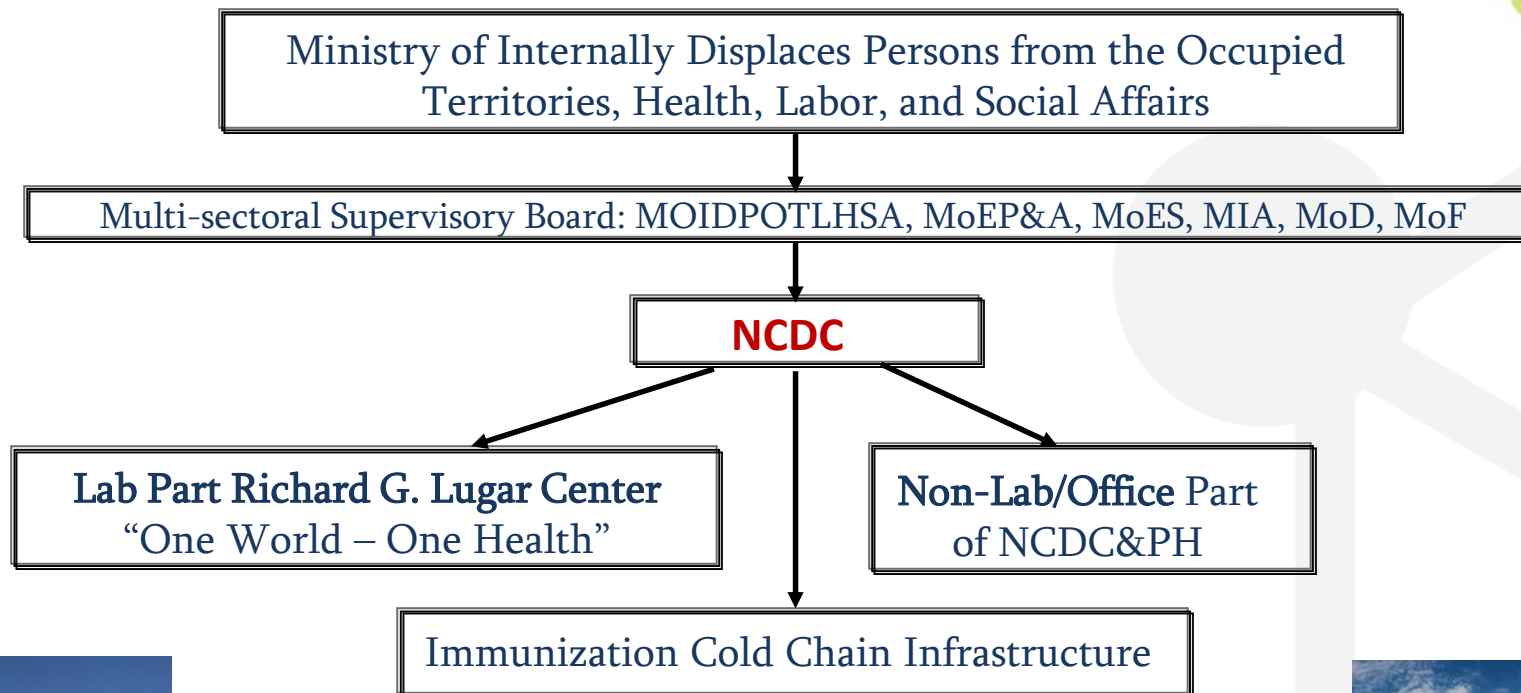 Ministry of Internally Displaces Persons from the Occupied
Territories, Health, Labor, and Social Affairs
Multi-sectoral Supervisory Board: MOIDPOTLHSA, MoEP&A, MoES, MIA, MoD, MoF
NCDC
Lab Part Richard G. Lugar Center
“One World – One Health”
Non-Lab/Office Part
of NCDC&PH
Immunization Cold Chain Infrastructure